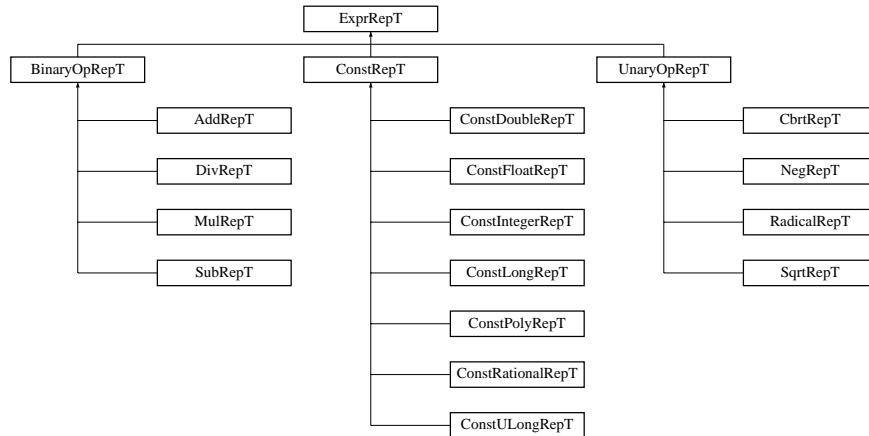 ExprRepT
BinaryOpRepT
ConstRepT
UnaryOpRepT
AddRepT
ConstDoubleRepT
CbrtRepT
DivRepT
ConstFloatRepT
NegRepT
MulRepT
ConstIntegerRepT
RadicalRepT
SubRepT
ConstLongRepT
SqrtRepT
ConstPolyRepT
ConstRationalRepT
ConstULongRepT